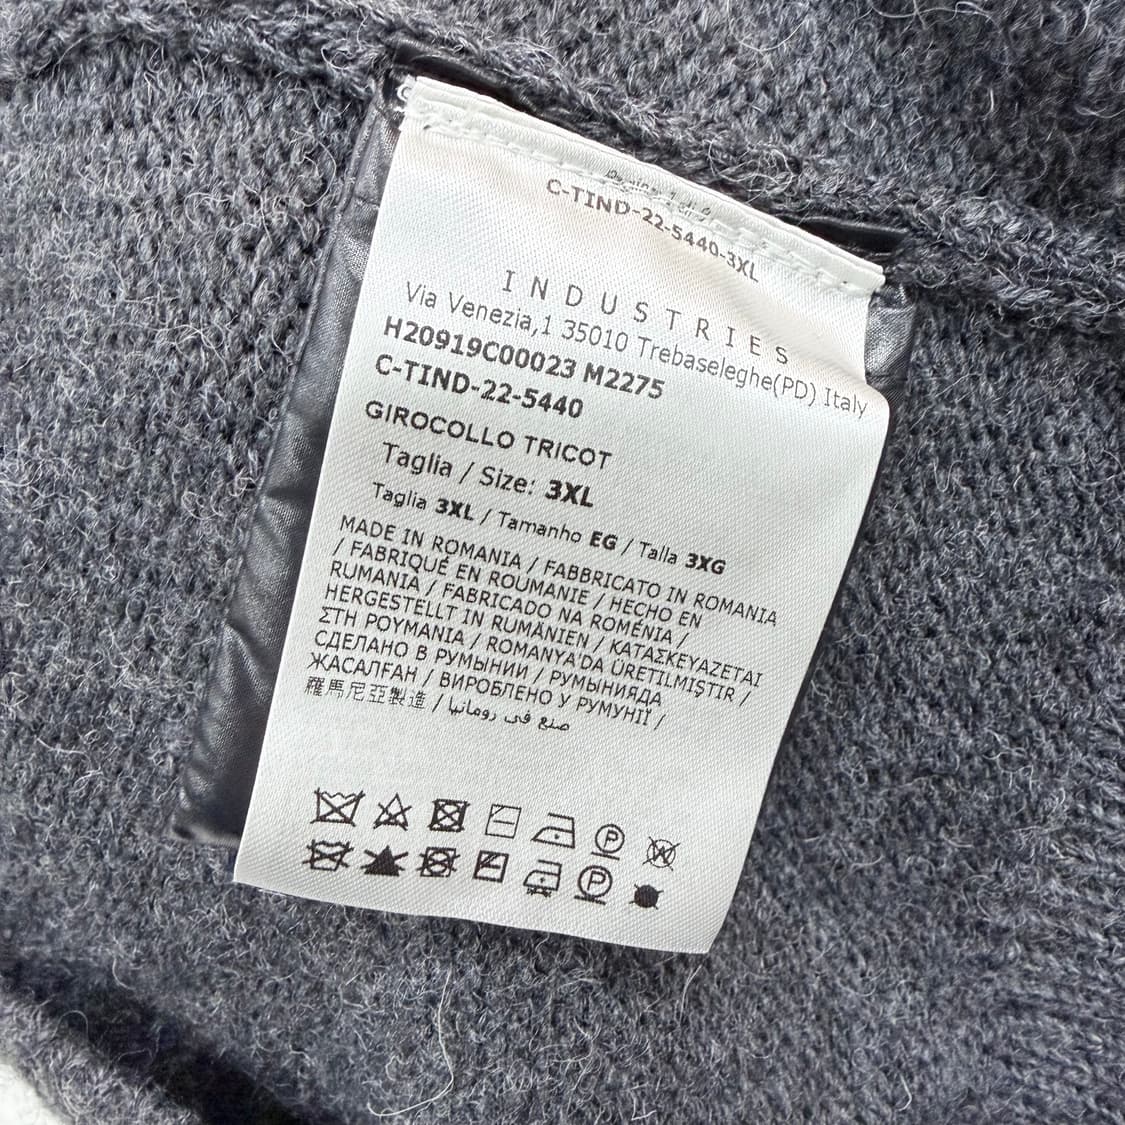 C-TIND-22-5440-3XL
INDUSTRIES
Via Venezia,1 35010 Trebaseleghe(PD) Italy
H20919C00023 M2275
C-TIND-22-5440
GIROCOLLO TRICOT
Taglia / Size: 3XL
Taglia 3XL / Tamanho EG / Talla 3XG
MADE IN ROMANIA / FABBRICATO IN ROMANIA
/ FABRIQUÉ EN ROUMANIE / HECHO EN
RUMANIA / FABRICADO NA ROMÉNIA /
HERGESTELLT IN RUMÄNIEN / ΚΑΤΑΣΚΕΥΑΖΕΤΑΙ
ΣΤΗ ΡΟΥΜΑΝΙΑ / ROMANYA'DA ÜRETİLMİŞTİR /
СДЕЛАНО В РУМЫНИИ / РУМЫНИЯДА
ЖАСАЛҒАН / ВИРОБЛЕНО У РУМУНІЇ /
羅馬尼亞製造 / صنع في رومانيا
P
W
P